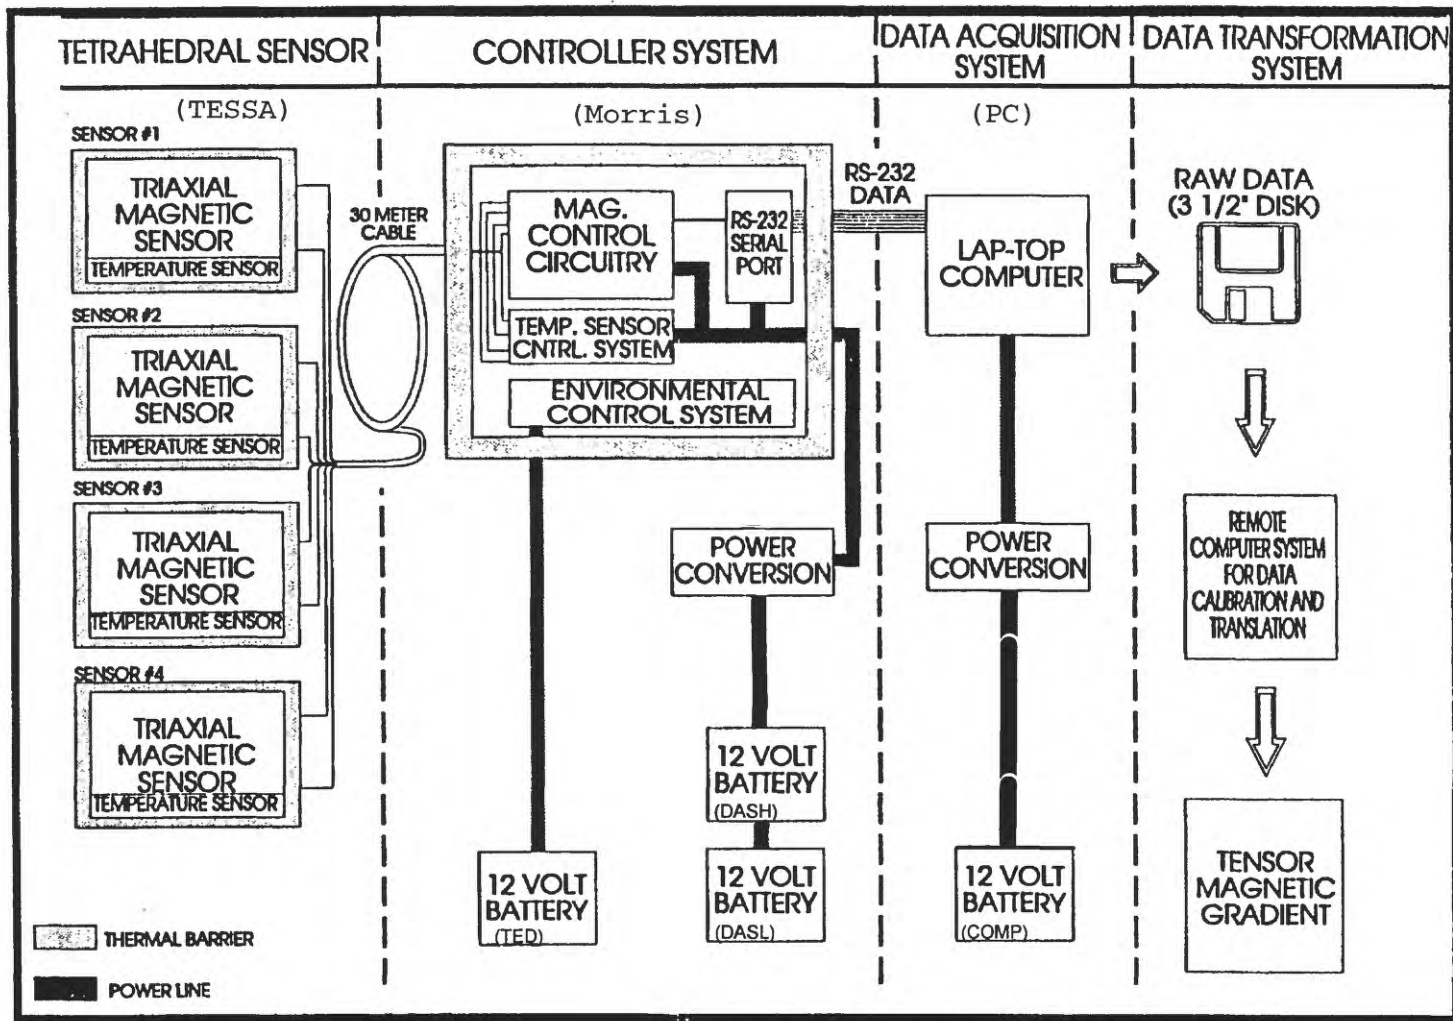 TETRAHEDRAL SENSOR
CONTROLLER SYSTEM
DATA ACQUISITION
SYSTEM
DATA TRANSFORMATION
SYSTEM
(TESSA)
(Morris)
(PC)
SENSOR #1
TRIAXIAL
MAGNETIC
SENSOR
TEMPERATURE SENSOR
SENSOR #2
TRIAXIAL
MAGNETIC
SENSOR
TEMPERATURE SENSOR
SENSOR #3
TRIAXIAL
MAGNETIC
SENSOR
TEMPERATURE SENSOR
SENSOR #4
TRIAXIAL
MAGNETIC
SENSOR
TEMPERATURE SENSOR
THERMAL BARRIER
POWER LINE
30 METER
CABLE
MAG.
CONTROL
CIRCUITRY
RS-232
SERIAL
PORT
TEMP. SENSOR
CNTRL. SYSTEM
ENVIRONMENTAL
CONTROL SYSTEM
POWER
CONVERSION
12 VOLT
BATTERY
(DASH)
12 VOLT
BATTERY
(TED)
12 VOLT
BATTERY
(DASL)
RS-232
DATA
LAP-TOP
COMPUTER
POWER
CONVERSION
12 VOLT
BATTERY
(COMP)
RAW DATA
(3 1/2" DISK)
REMOTE
COMPUTER SYSTEM
FOR DATA
CALIBRATION AND
TRANSLATION
TENSOR
MAGNETIC
GRADIENT